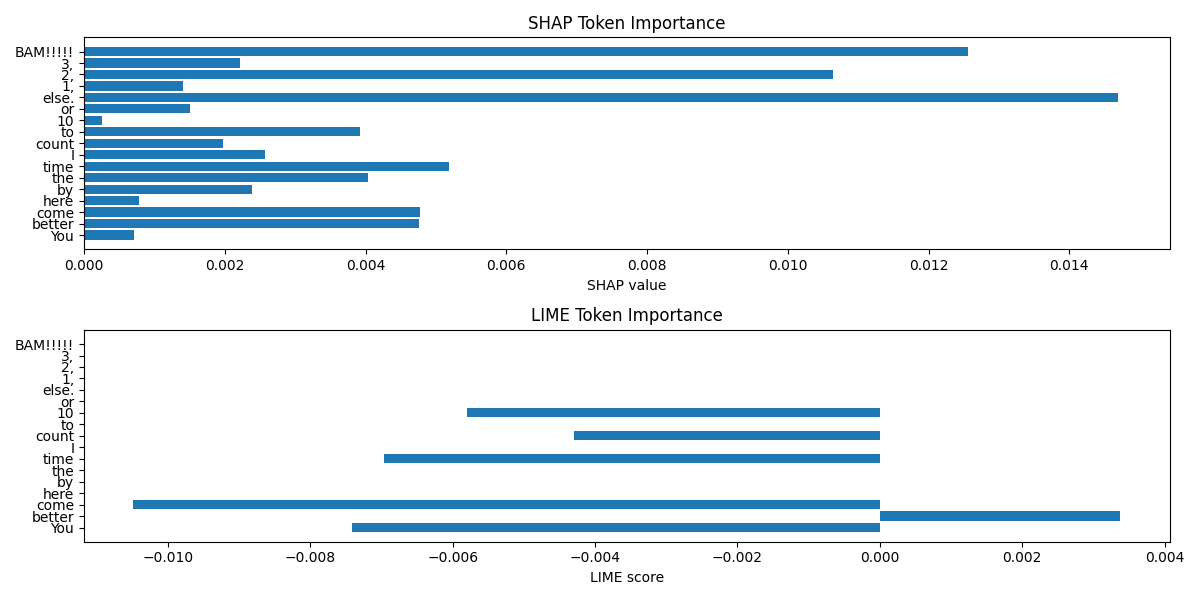 SHAP Token Importance
BAM!!!!!
3,
2,
1,
else.
or
10
to
count
I
time
the
by
here
come
better
You
0.000 0.002 0.004 0.006 0.008 0.010 0.012 0.014
SHAP value
LIME Token Importance
BAM!!!!!
3,
2,
1,
else.
or
10
to
count
I
time
the
by
here
come
better
You
−0.010 −0.008 −0.006 −0.004 −0.002 0.000 0.002 0.004
LIME score